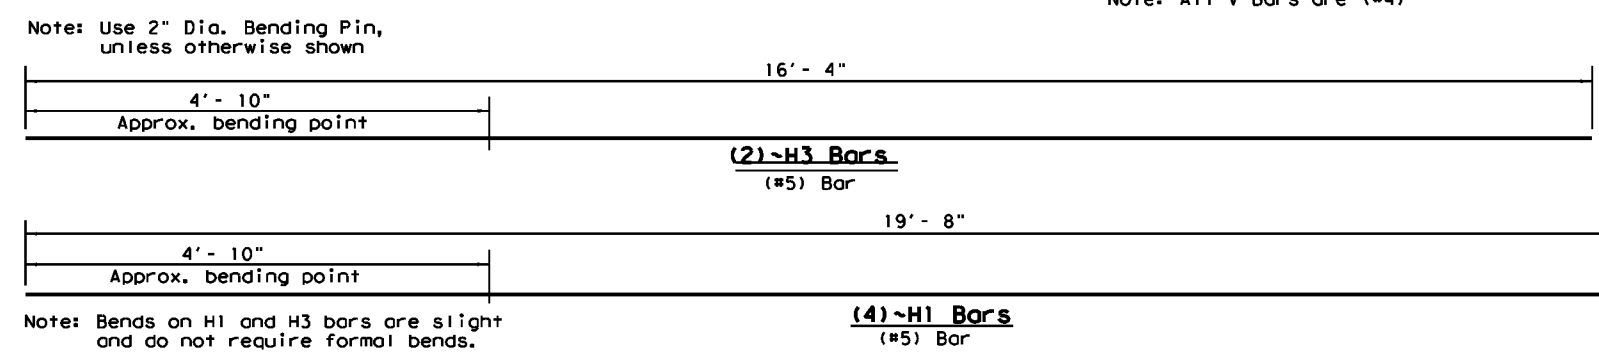 Note: All V Bars are (#4)
Note: Use 2" Dia. Bending Pin,
unless otherwise shown
16'- 4"
4'- 10"
Approx. bending point
(2)~H3 Bars
(#5) Bar
19'- 8"
4'- 10"
Approx. bending point
(4)~H1 Bars
(#5) Bar
Note: Bends on H1 and H3 bars are slight
and do not require formal bends.